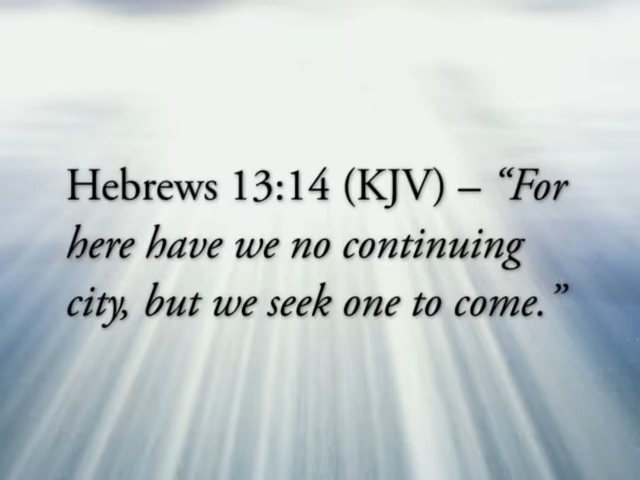 Hebrews 13:14 (KJV) – “For
here have we no continuing
city, but we seek one to come.”